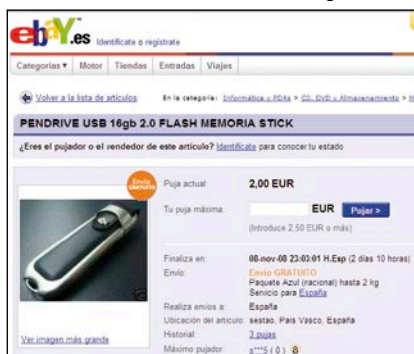 ebY.es Identifícate o regístrate
Categorías ▾ Motor Tiendas Entradas Viajes
Volver a la lista de artículos En la categoría: Informática y PDAs > CD, DVD y Almacenamiento >
PENDRIVE USB 16gb 2.0 FLASH MEMORIA STICK
¿Eres el pujador o el vendedor de este artículo? Identifícate para conocer tu estado
Envío GRATUITO
Puja actual: 2,00 EUR
Tu puja máxima: EUR Pujar >
(Introduce 2,50 EUR o más)
Finaliza en: 08-nov-08 23:03:01 H.Esp (2 días 10 horas)
Envío: Envío GRATUITO
Paquete Azul (nacional) hasta 2 kg
Servicio para España
Realiza envíos a: España
Ubicación del artículo: sestao, País Vasco, España
Historial: 3 pujas
Ver imagen más grande
Máximo pujador: s***5 ( 0 )